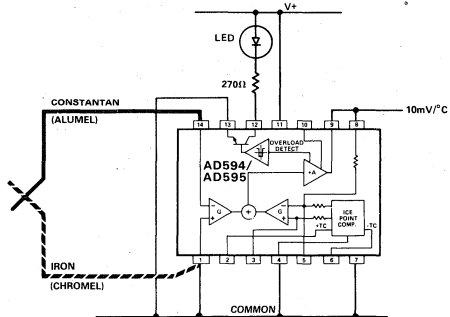 V+
LED
270Ω
CONSTANTAN
(ALUMEL)
10mV/°C
14 13 12 11 10 9 8
OVERLOAD
DETECT
AD594/
AD595
+A
G
G
ICE
POINT
COMP.
+TC
-TC
IRON
(CHROMEL)
1 2 3 4 5 6 7
COMMON